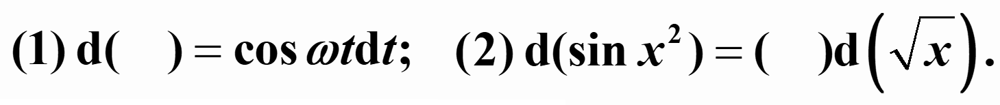 (1) d(   ) = cos ωtdt;   (2) d(sin x²) = (   )d(√x).